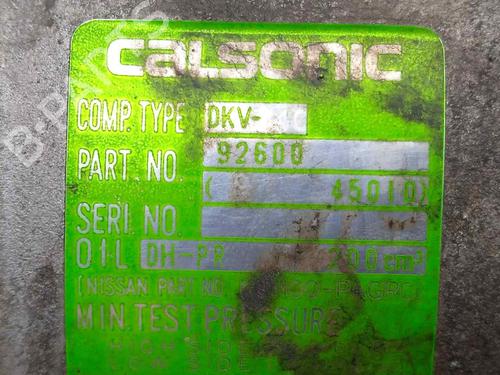 calsonic
COMP. TYPE DKV-
PART. NO. 92600
( 45010)
SERI. NO.
OIL DH-PR 200 cm³
(NISSAN PART NO.
MIN. TEST PRESSURE
B-Parts